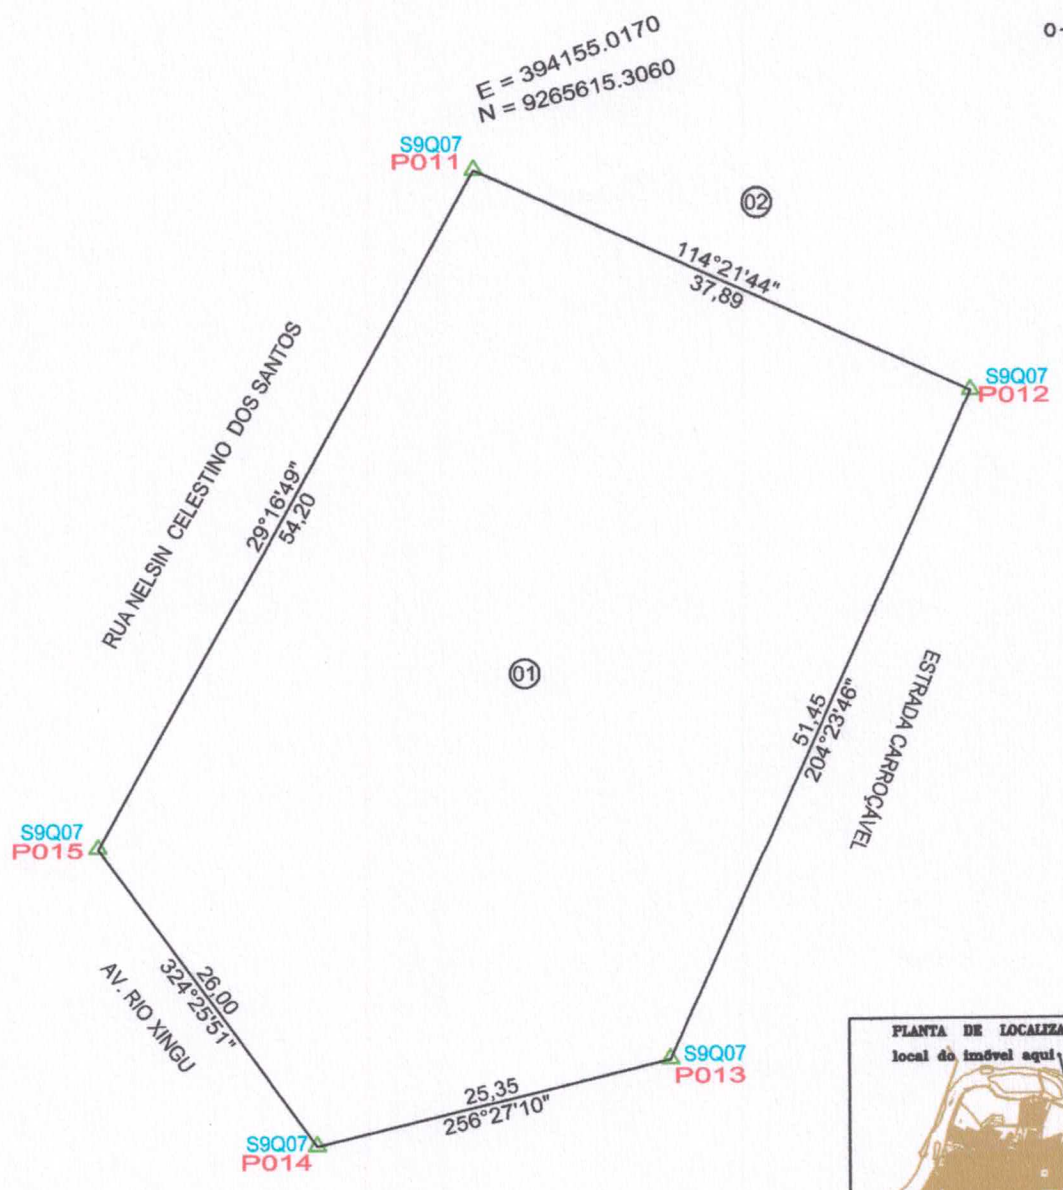 E = 394155.0170
N = 9265615.3060
S9Q07
P011
02
114°21'44"
37,89
S9Q07
P012
RUA NELSIN CELESTINO DOS SANTOS
29°16'49"
54,20
01
51,45
204°23'46"
ESTRADA CARROÇÁVEL
S9Q07
P015
26,00
324°25'51"
AV. RIO XINGU
S9Q07
P013
25,35
256°27'10"
S9Q07
P014
PLANTA DE LOCALIZA
local do imóvel aqui